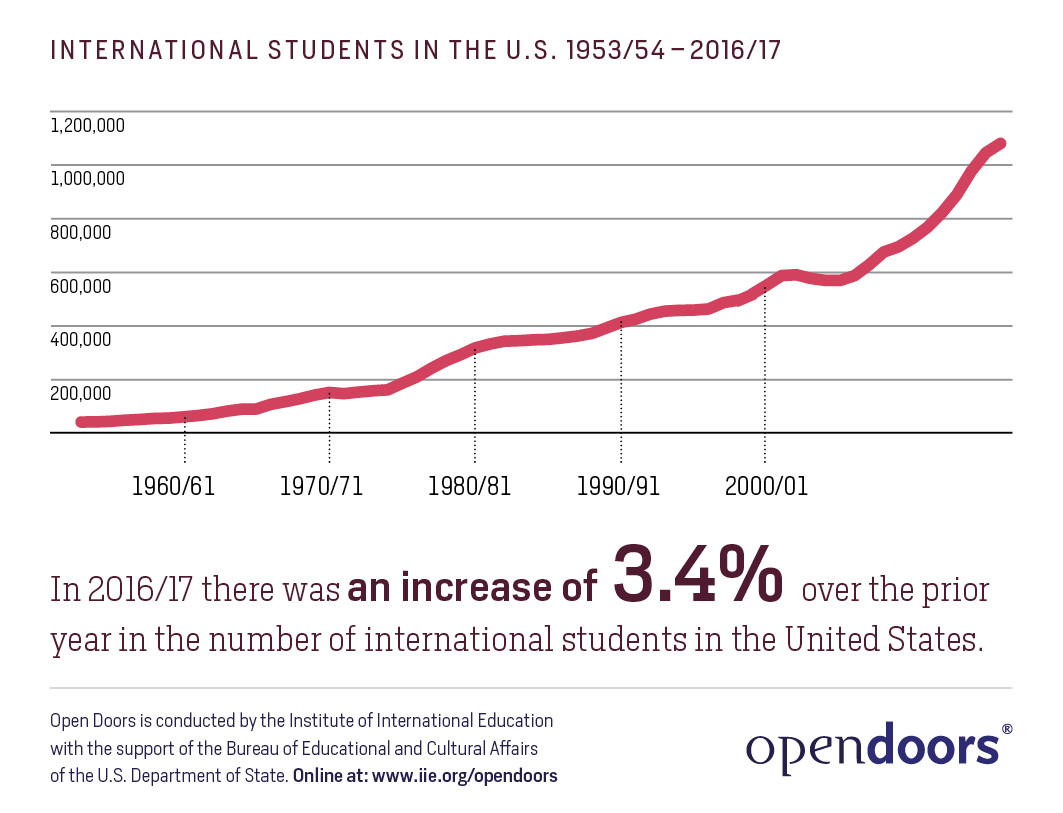 INTERNATIONAL STUDENTS IN THE U.S. 1953/54 – 2016/17
1,200,000
1,000,000
800,000
600,000
400,000
200,000
1960/61 1970/71 1980/81 1990/91 2000/01
In 2016/17 there was an increase of 3.4% over the prior
year in the number of international students in the United States.
Open Doors is conducted by the Institute of International Education
with the support of the Bureau of Educational and Cultural Affairs
of the U.S. Department of State. Online at: www.iie.org/opendoors
opendoors®